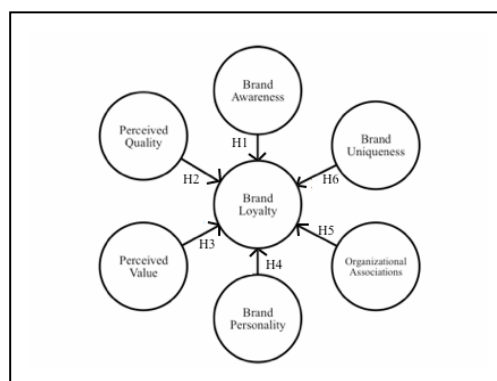 Brand
Awareness
H1
Perceived
Quality
H2
Brand
Uniqueness
H6
Brand
Loyalty
Perceived
Value
H3
H5
Organizational
Associations
H4
Brand
Personality